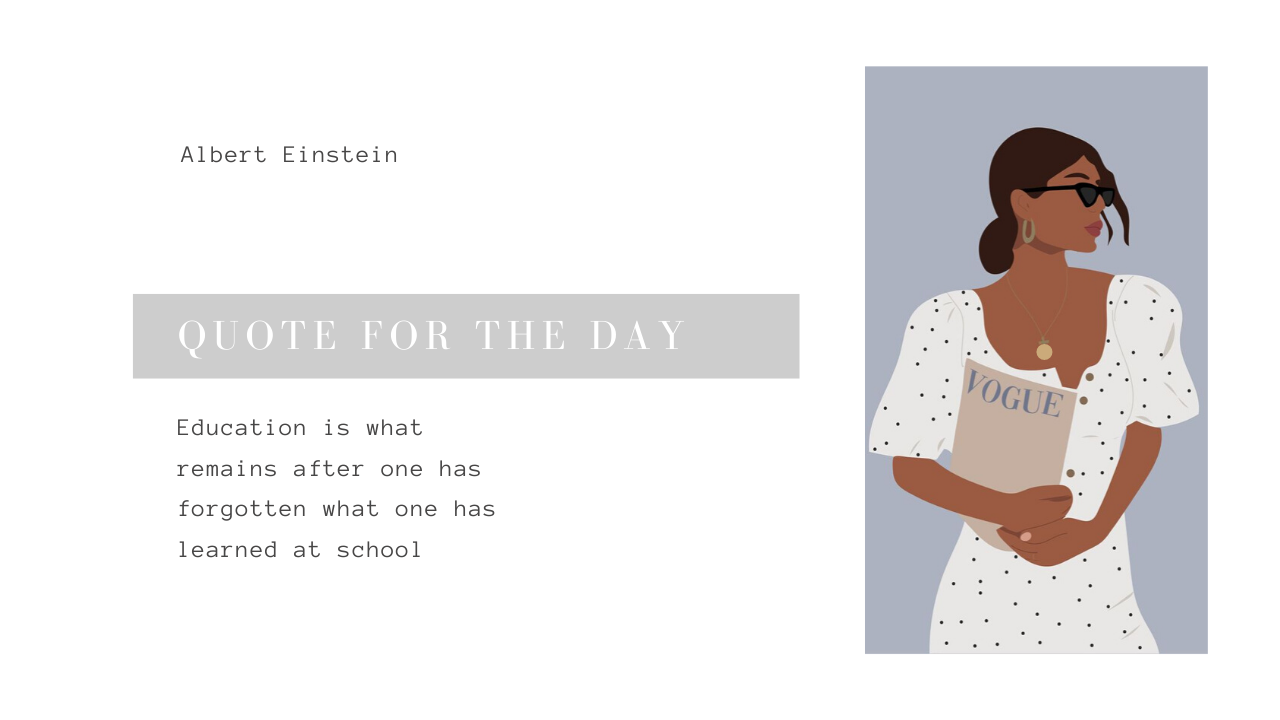 Albert Einstein
QUOTE FOR THE DAY
Education is what
remains after one has
forgotten what one has
learned at school
VOGUE